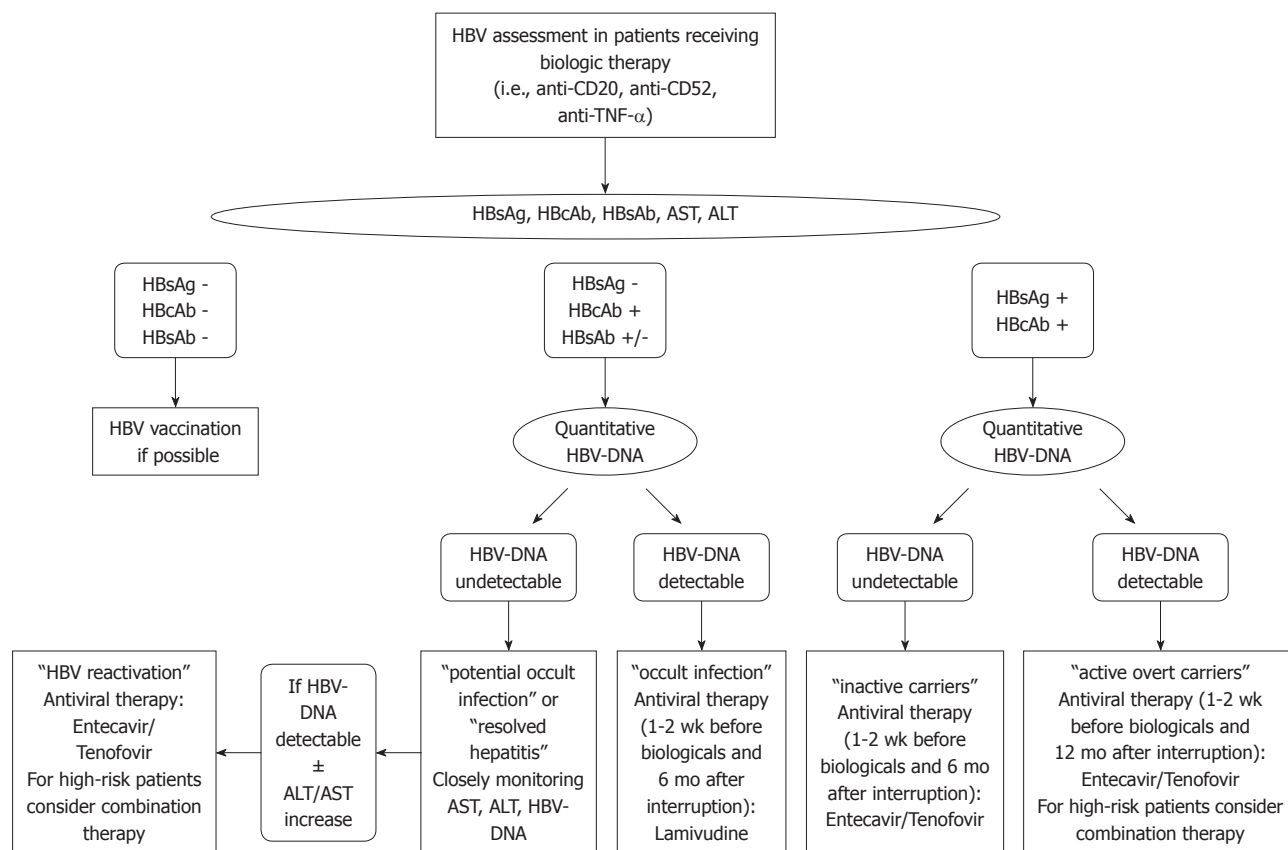 HBV assessment in patients receiving
biologic therapy
(i.e., anti-CD20, anti-CD52,
anti-TNF-α)
HBsAg, HBcAb, HBsAb, AST, ALT
HBsAg -
HBcAb -
HBsAb -
HBsAg -
HBcAb +
HBsAb +/-
HBsAg +
HBcAb +
HBV vaccination
if possible
Quantitative
HBV-DNA
Quantitative
HBV-DNA
HBV-DNA
undetectable
HBV-DNA
detectable
HBV-DNA
undetectable
HBV-DNA
detectable
“HBV reactivation”
Antiviral therapy:
Entecavir/
Tenofovir
For high-risk patients
consider combination
therapy
If HBV-
DNA
detectable
±
ALT/AST
increase
“potential occult
infection” or
“resolved
hepatitis”
Closely monitoring
AST, ALT, HBV-
DNA
“occult infection”
Antiviral therapy
(1-2 wk before
biologicals and
6 mo after
interruption):
Lamivudine
“inactive carriers”
Antiviral therapy
(1-2 wk before
biologicals and 6 mo
after interruption):
Entecavir/Tenofovir
“active overt carriers”
Antiviral therapy (1-2 wk
before biologicals and
12 mo after interruption):
Entecavir/Tenofovir
For high-risk patients consider
combination therapy